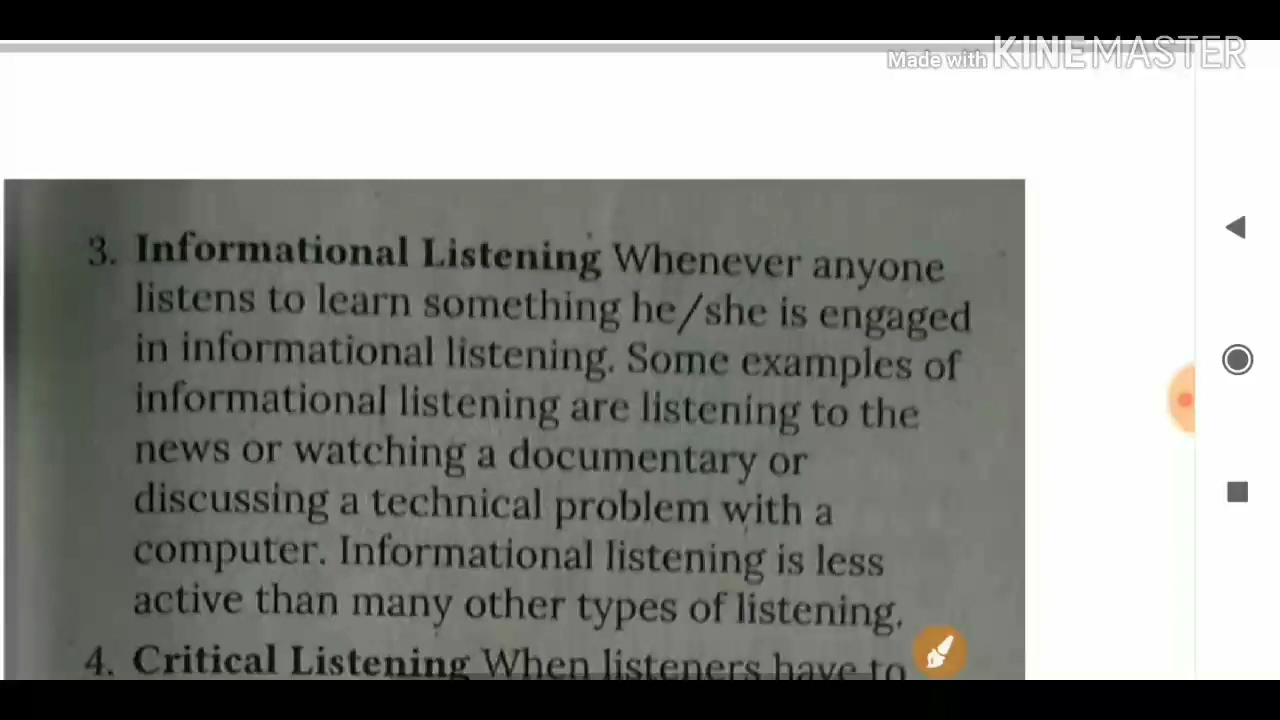 Made with KINEMASTER
3. Informational Listening Whenever anyone
listens to learn something he/she is engaged
in informational listening. Some examples of
informational listening are listening to the
news or watching a documentary or
discussing a technical problem with a
computer. Informational listening is less
active than many other types of listening.
4. Critical Listening When listeners have to